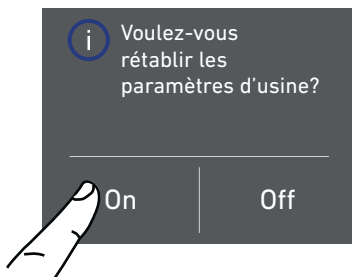 i
Voulez-vous
rétablir les
paramètres d'usine?
On
Off